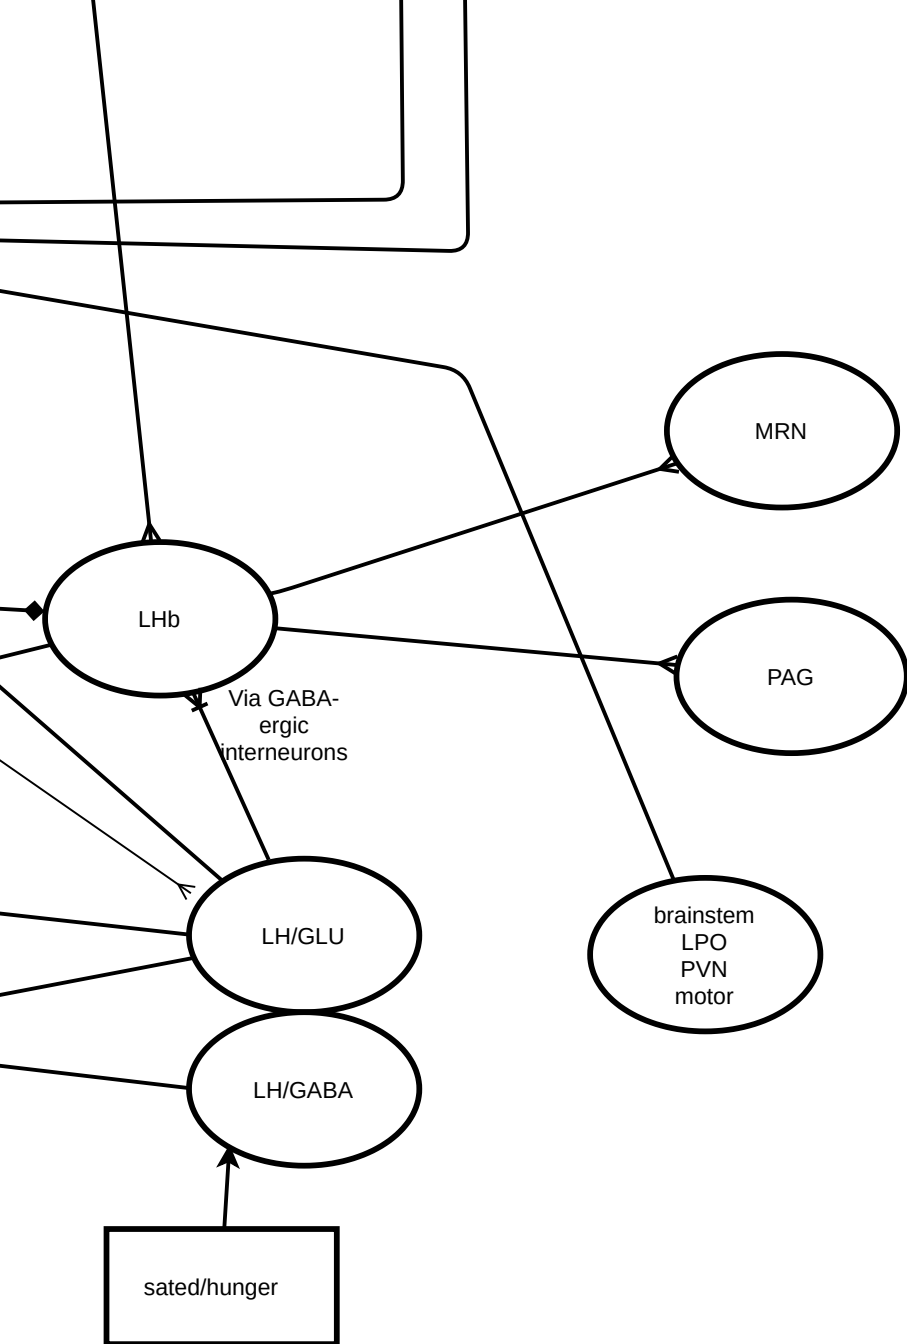 MRN
LHb
PAG
Via GABA-
ergic
interneurons
LH/GLU
brainstem
LPO
PVN
motor
LH/GABA
sated/hunger